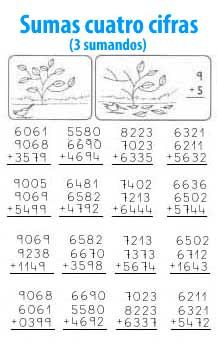 Sumas cuatro cifras
(3 sumandos)
9
+5
6061 5580 8223 6321
9068 6690 7023 6211
+3579 +4694 +6335 +5632
9005 6481 7402 6636
9069 6582 7213 6502
+5499 +4792 +6444 +5744
9069 6582 7213 6502
9238 6670 7373 6712
+1149 +3598 +5674 +1643
9068 6690 7023 6211
6061 5580 8223 6321
+0399 +4692 +6337 +5472